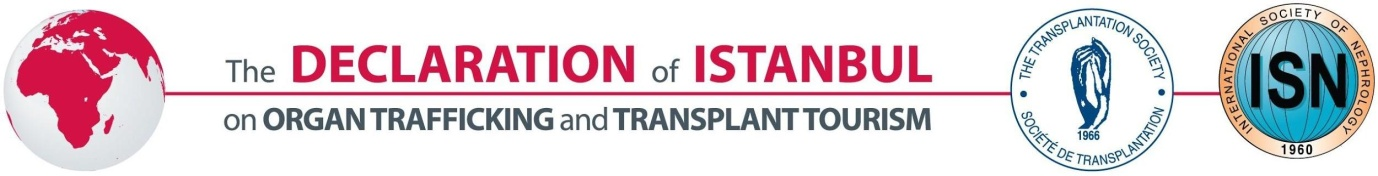 The DECLARATION of ISTANBUL
on ORGAN TRAFFICKING and TRANSPLANT TOURISM
THE TRANSPLANTATION SOCIETY
1966
SOCIÉTÉ DE TRANSPLANTATION
INTERNATIONAL SOCIETY OF NEPHROLOGY
ISN
1960